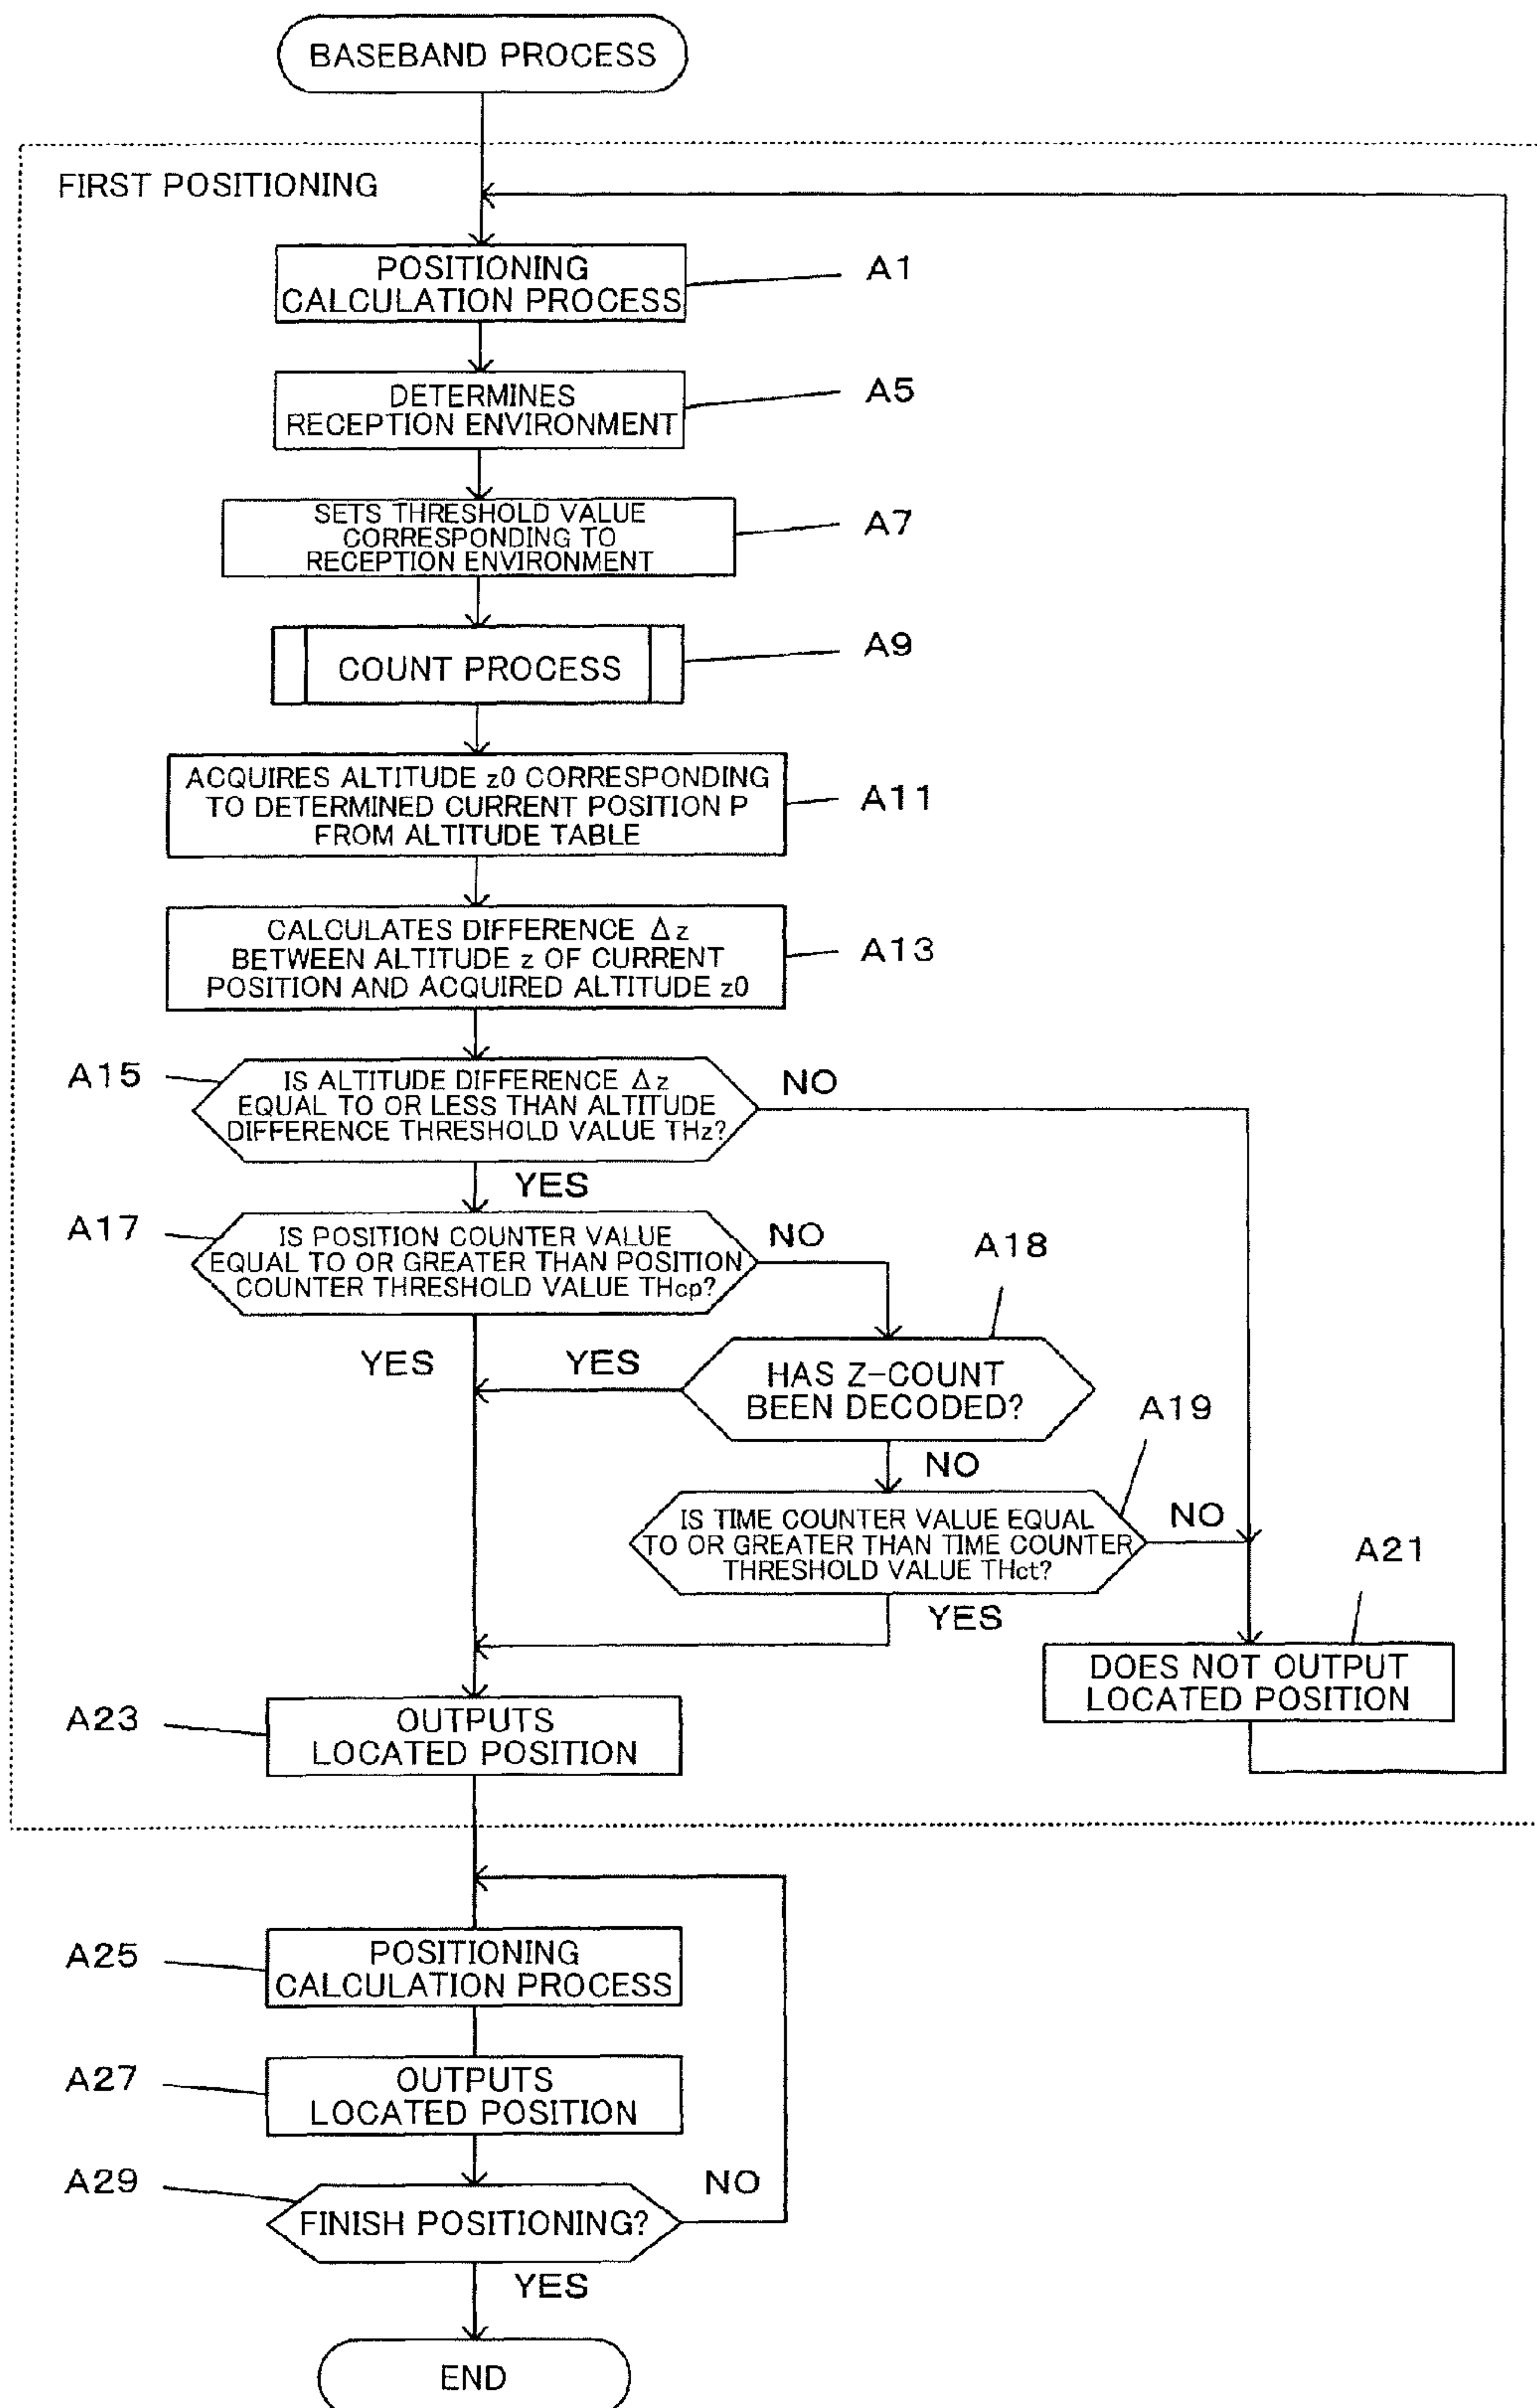 BASEBAND PROCESS
FIRST POSITIONING
POSITIONING
CALCULATION PROCESS
A1
DETERMINES
RECEPTION ENVIRONMENT
A5
SETS THRESHOLD VALUE
CORRESPONDING TO
RECEPTION ENVIRONMENT
A7
COUNT PROCESS
A9
ACQUIRES ALTITUDE z0 CORRESPONDING
TO DETERMINED CURRENT POSITION P
FROM ALTITUDE TABLE
A11
CALCULATES DIFFERENCE Δz
BETWEEN ALTITUDE z OF CURRENT
POSITION AND ACQUIRED ALTITUDE z0
A13
A15
IS ALTITUDE DIFFERENCE Δz
EQUAL TO OR LESS THAN ALTITUDE
DIFFERENCE THRESHOLD VALUE THz?
NO
YES
A17
IS POSITION COUNTER VALUE
EQUAL TO OR GREATER THAN POSITION
COUNTER THRESHOLD VALUE THcp?
NO
A18
YES
YES
HAS Z-COUNT
BEEN DECODED?
A19
NO
IS TIME COUNTER VALUE EQUAL
TO OR GREATER THAN TIME COUNTER
THRESHOLD VALUE THct?
NO
A21
YES
DOES NOT OUTPUT
LOCATED POSITION
A23
OUTPUTS
LOCATED POSITION
A25
POSITIONING
CALCULATION PROCESS
A27
OUTPUTS
LOCATED POSITION
A29
FINISH POSITIONING?
NO
YES
END